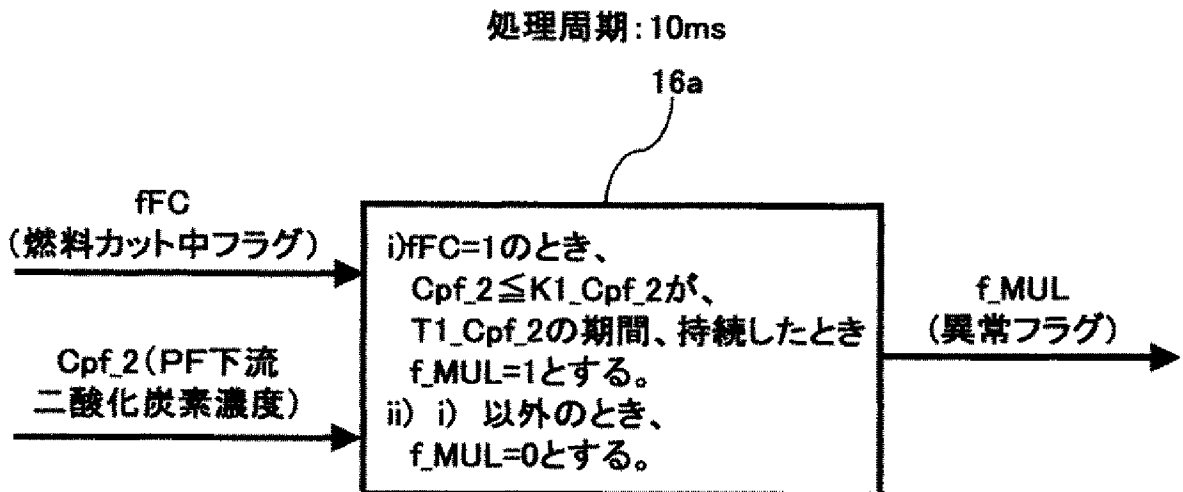 処理周期:10ms
16a
fFC
(燃料カット中フラグ)
Cpf_2(PF下流
二酸化炭素濃度)
i)fFC=1のとき、
Cpf_2≦K1_Cpf_2が、
T1_Cpf_2の期間、持続したとき
f_MUL=1とする。
ii) i) 以外のとき、
f_MUL=0とする。
f_MUL
(異常フラグ)